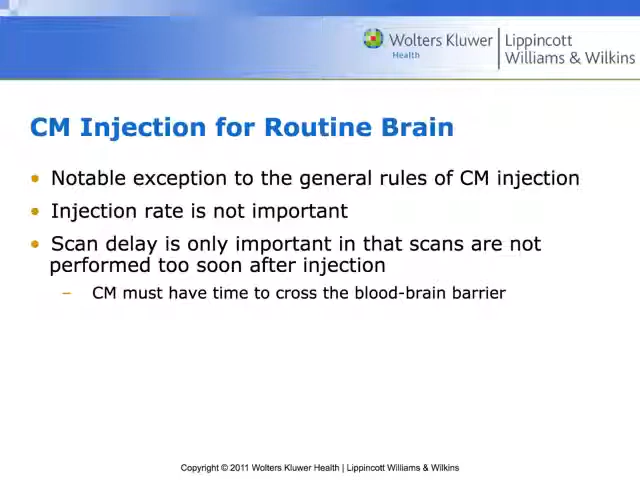 Wolters Kluwer
Health
Lippincott
Williams & Wilkins
CM Injection for Routine Brain
• Notable exception to the general rules of CM injection
• Injection rate is not important
• Scan delay is only important in that scans are not
performed too soon after injection
– CM must have time to cross the blood-brain barrier
Copyright © 2011 Wolters Kluwer Health | Lippincott Williams & Wilkins